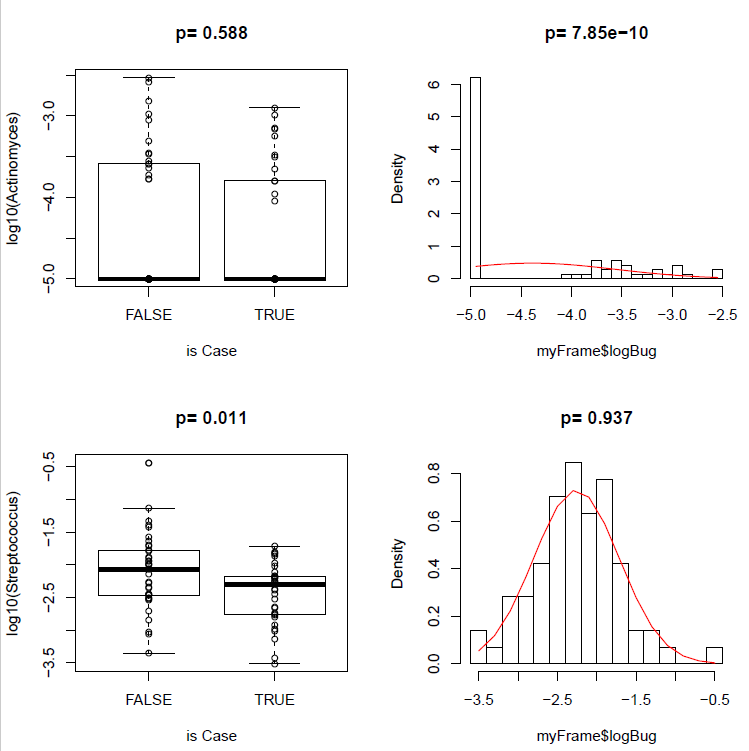 p= 0.588
log10(Actinomyces)
−3.0
−4.0
−5.0
FALSE TRUE
is Case
p= 7.85e−10
Density
6
5
4
3
2
1
0
−5.0 −4.5 −4.0 −3.5 −3.0 −2.5
myFrame$logBug
p= 0.011
log10(Streptococcus)
−0.5
−1.5
−2.5
−3.5
FALSE TRUE
is Case
p= 0.937
Density
0.8
0.6
0.4
0.2
0.0
−3.5 −2.5 −1.5 −0.5
myFrame$logBug